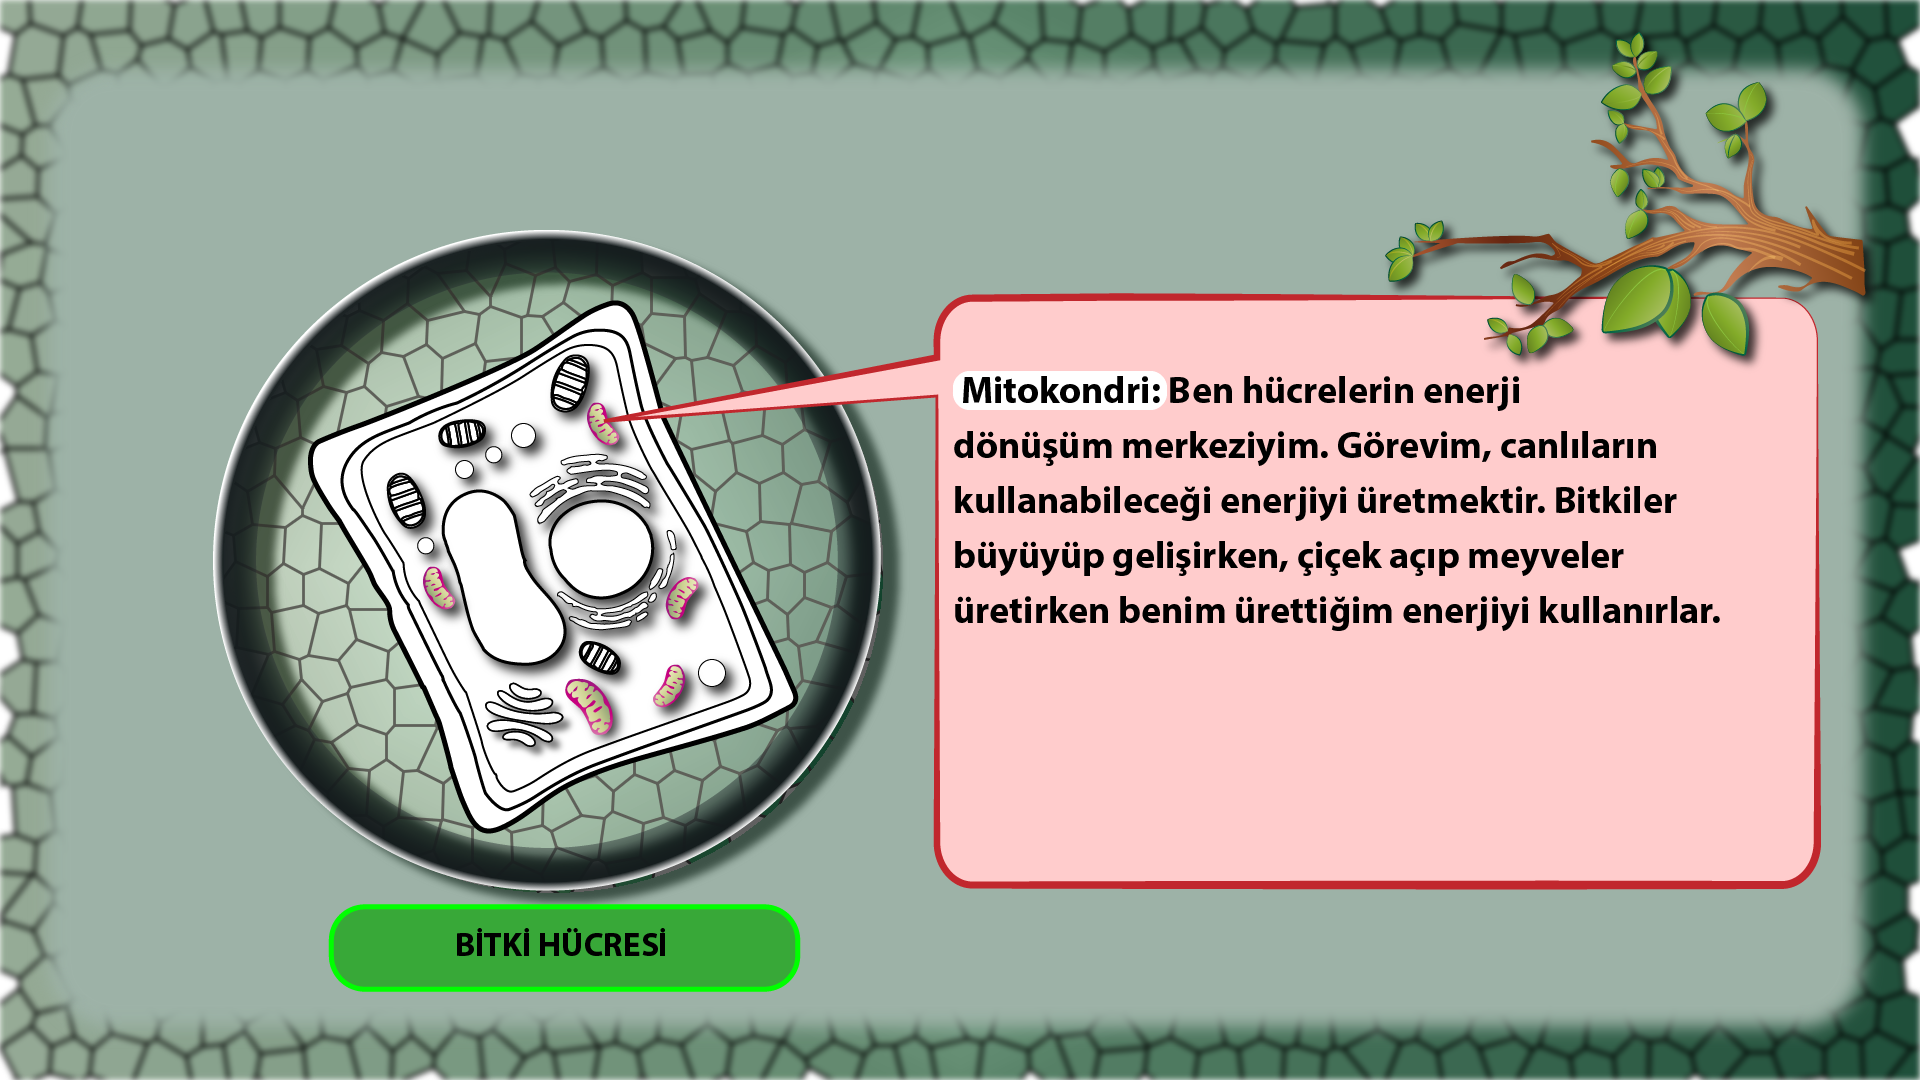 Mitokondri: Ben hücrelerin enerji
dönüşüm merkeziyim. Görevim, canlıların
kullanabileceği enerjiyi üretmektir. Bitkiler
büyüyüp gelişirken, çiçek açıp meyveler
üretirken benim ürettiğim enerjiyi kullanırlar.
BİTKİ HÜCRESİ